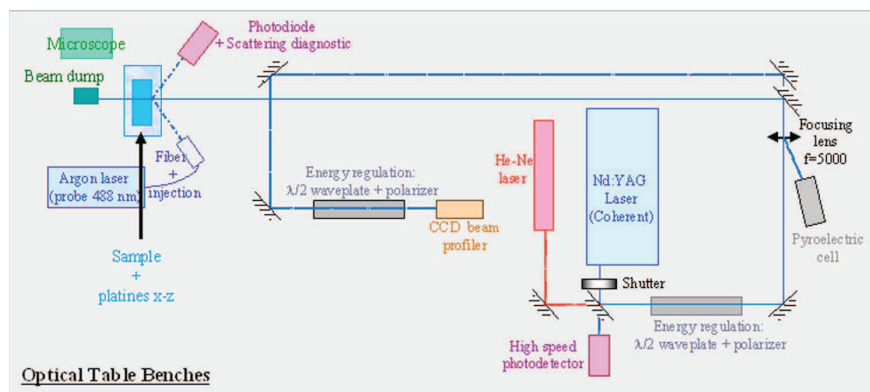 Photodiode
+ Scattering diagnostic
Microscope
Beam dump
Focusing
lens
f=5000
Fiber
+
injection
Argon laser
(probe 488 nm)
Energy regulation:
λ/2 waveplate + polarizer
He-Ne
laser
Nd:YAG
Laser
(Coherent)
CCD beam
profiler
Pyroelectric
cell
Sample
+
platines x-z
Shutter
Energy regulation:
λ/2 waveplate + polarizer
High speed
photodetector
Optical Table Benches